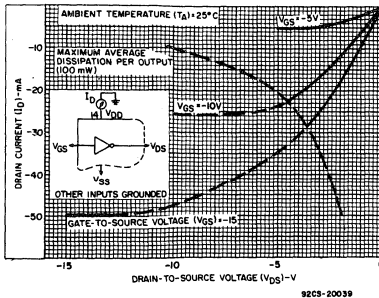 AMBIENT TEMPERATURE (TA)=25°C
VGS=-5V
MAXIMUM AVERAGE
DISSIPATION PER OUTPUT
(100 mW)
ID
14
VDD
VGS=-10V
VGS
VDS
VSS
OTHER INPUTS GROUNDED
GATE-TO-SOURCE VOLTAGE (VGS)=-15
DRAIN CURRENT (ID)-mA
-10
-20
-30
-40
-50
-15
-10
-5
0
DRAIN-TO-SOURCE VOLTAGE (VDS)-V
92CS-20039